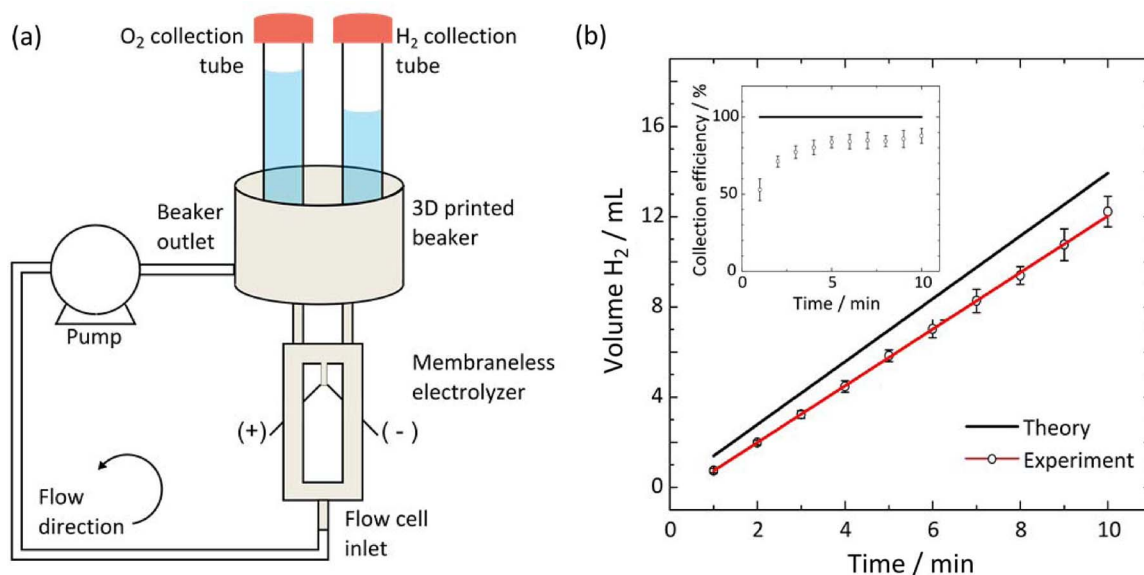 (a)
O₂ collection
tube
H₂ collection
tube
Beaker
outlet
3D printed
beaker
Pump
Membraneless
electrolyzer
(+)
(-)
Flow
direction
Flow cell
inlet
(b)
Volume H₂ / mL
16
12
8
4
0
Collection efficiency / %
100
50
0
0
5
10
Time / min
Theory
Experiment
0
2
4
6
8
10
Time / min